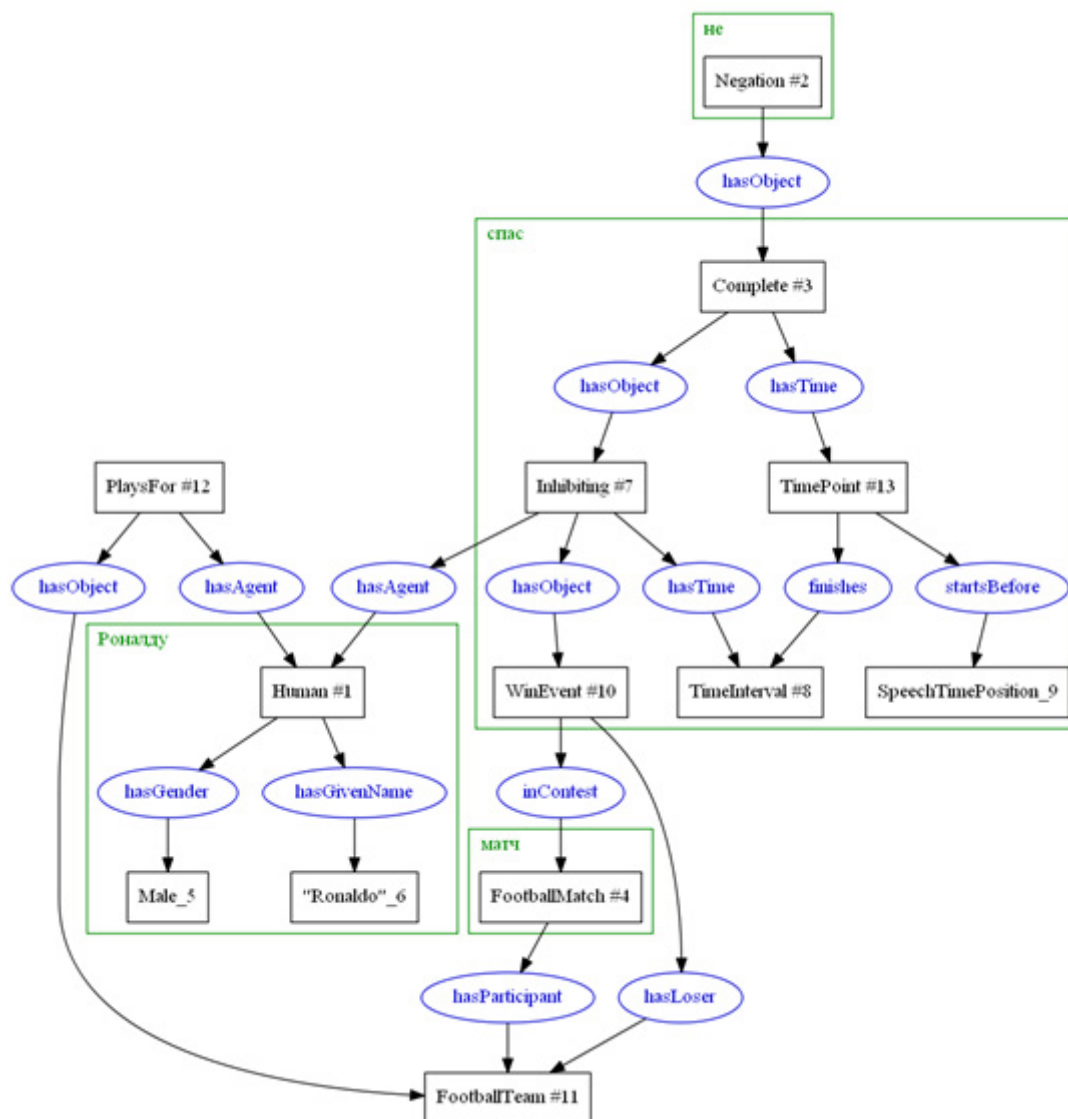 не
Negation #2
hasObject
спас
Complete #3
hasObject
hasTime
PlaysFor #12
Inhibiting #7
TimePoint #13
hasObject
hasAgent
hasAgent
hasObject
hasTime
finishes
startsBefore
Роналду
Human #1
WinEvent #10
TimeInterval #8
SpeechTimePosition_9
hasGender
hasGivenName
inContest
матч
Male_5
"Ronaldo"_6
FootballMatch #4
hasParticipant
hasLoser
FootballTeam #11